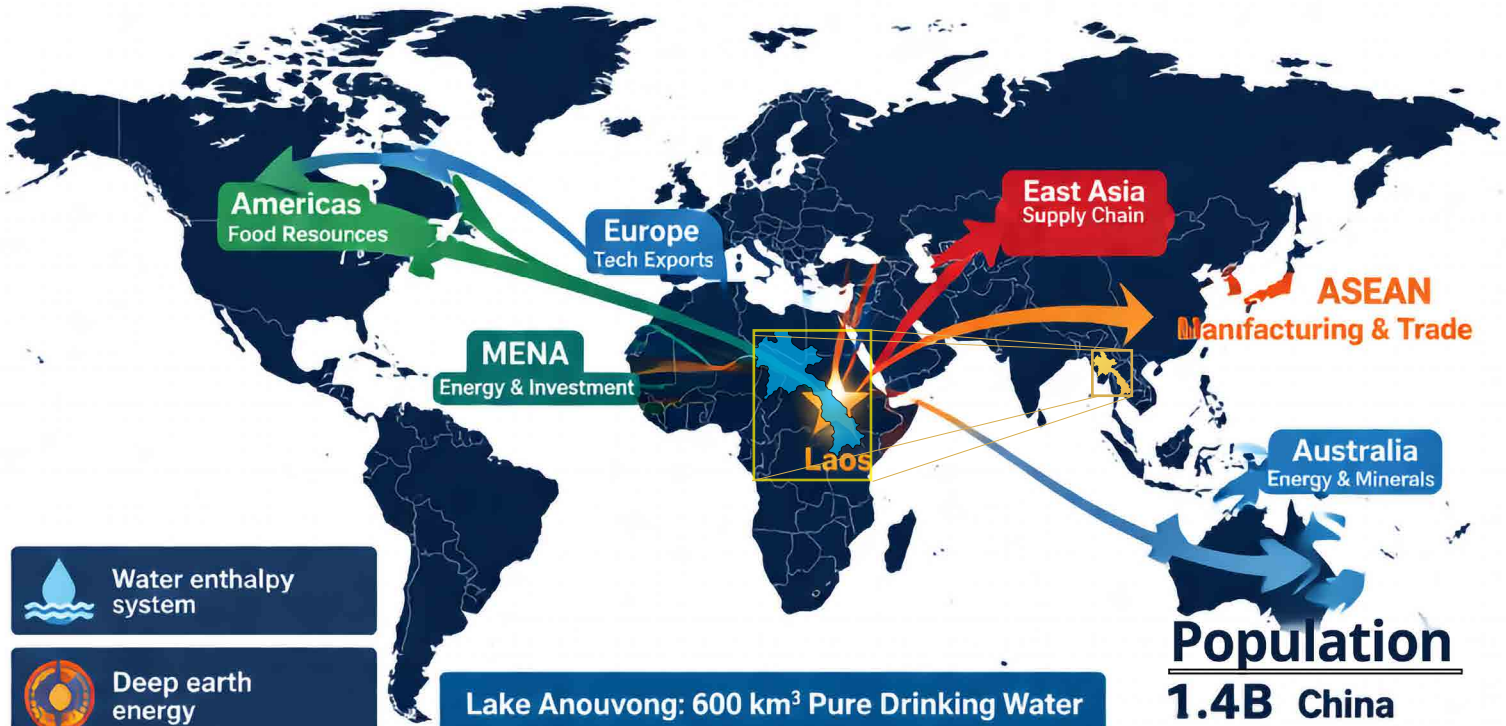 Americas
Food Resounces
Europe
Tech Exports
East Asia
Supply Chain
ASEAN
Manıfacturing & Trade
MENA
Energy & Investment
Laos
Australia
Energy & Minerals
Water enthalpy
system
Deep earth
energy
Lake Anouvong: 600 km³ Pure Drinking Water
Population
1.4B China